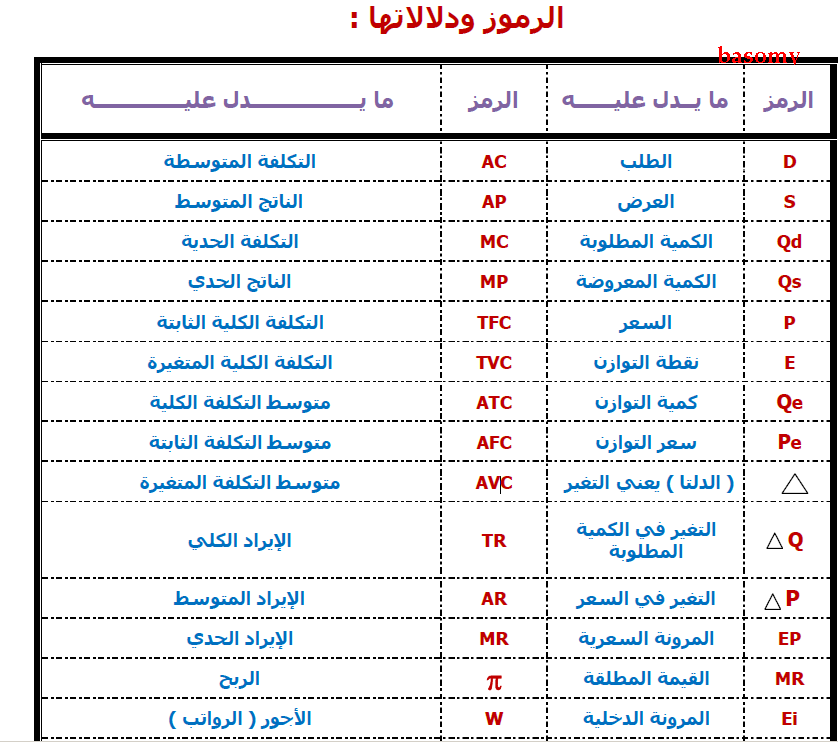 الرموز ودلالاتها :
basomy
الرمز ما يــدل عليـــــه الرمز ما يــــــــــــــــدل عليـــــــــــــه
D الطلب AC التكلفة المتوسطة
S العرض AP الناتج المتوسط
Qd الكمية المطلوبة MC التكلفة الحدية
Qs الكمية المعروضة MP الناتج الحدي
P السعر TFC التكلفة الكلية الثابتة
E نقطة التوازن TVC التكلفة الكلية المتغيرة
Qe كمية التوازن ATC متوسط التكلفة الكلية
Pe سعر التوازن AFC متوسط التكلفة الثابتة
△ ( الدلتا ) يعني التغير AVC متوسط التكلفة المتغيرة
△ Q التغير في الكمية المطلوبة TR الإيراد الكلي
△ P التغير في السعر AR الإيراد المتوسط
EP المرونة السعرية MR الإيراد الحدي
MR القيمة المطلقة π الربح
Ei المرونة الدخلية W الأجور ( الرواتب )